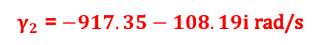 γ₂ = −917.35 − 108.19i rad/s